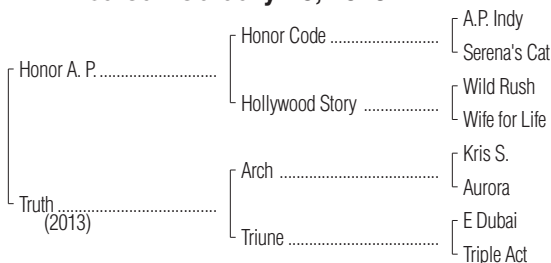 A.P. Indy
Honor Code
Serena's Cat
Honor A. P.
Wild Rush
Hollywood Story
Wife for Life
Kris S.
Arch
Aurora
Truth
(2013)
E Dubai
Triune
Triple Act